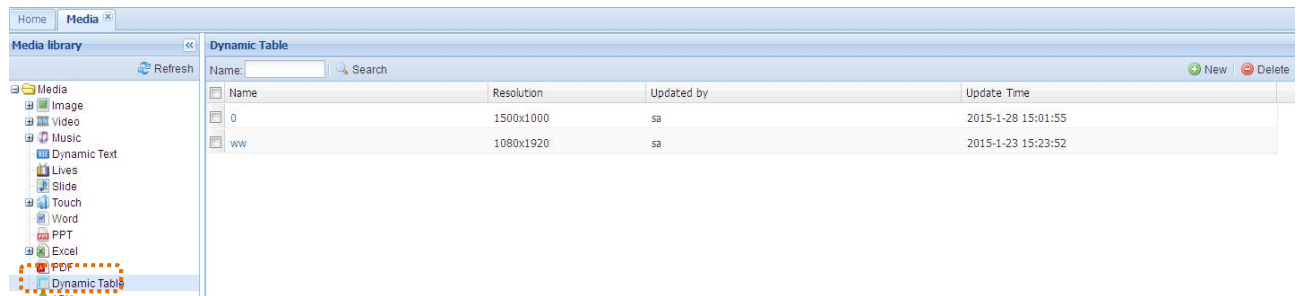 Home Media
Media library Dynamic Table
Refresh Name: Search New Delete
Media Name Resolution Updated by Update Time
Image
Video 0 1500x1000 sa 2015-1-28 15:01:55
Music
Dynamic Text ww 1080x1920 sa 2015-1-23 15:23:52
Lives
Slide
Touch
Word
PPT
Excel
PDF
Dynamic Table